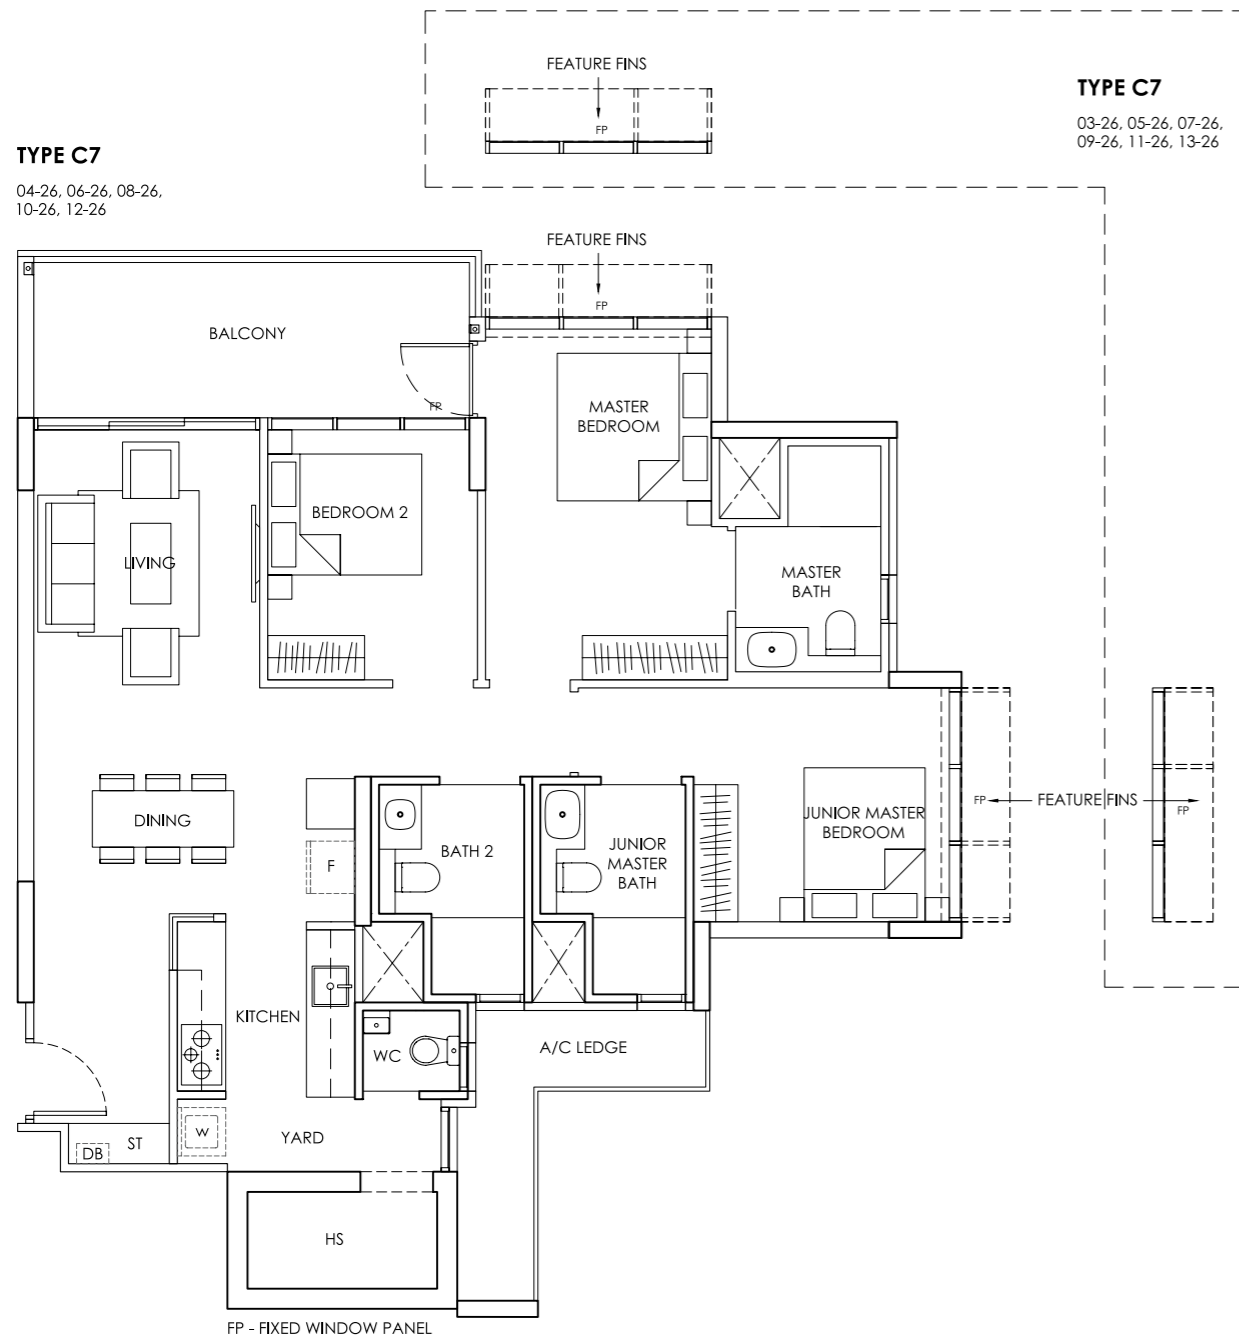 FEATURE FINS
FP
TYPE C7
03-26, 05-26, 07-26,
09-26, 11-26, 13-26
TYPE C7
04-26, 06-26, 08-26,
10-26, 12-26
FEATURE FINS
FP
BALCONY
FP
MASTER
BEDROOM
BEDROOM 2
LIVING
MASTER
BATH
DINING
F
BATH 2
JUNIOR
MASTER
BATH
JUNIOR MASTER
BEDROOM
FP
FEATURE FINS
FP
KITCHEN
WC
A/C LEDGE
W
YARD
ST
DB
HS
FP - FIXED WINDOW PANEL